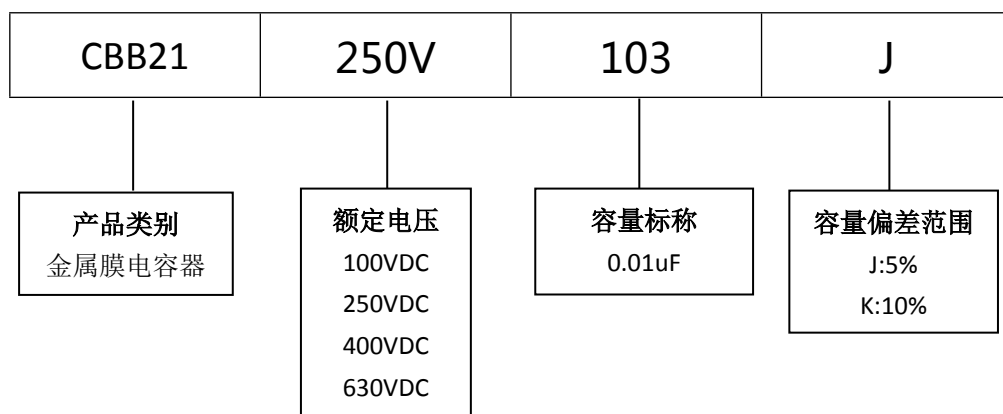 CBB21
250V
103
J
产品类别
金属膜电容器
额定电压
100VDC
250VDC
400VDC
630VDC
容量标称
0.01uF
容量偏差范围
J:5%
K:10%